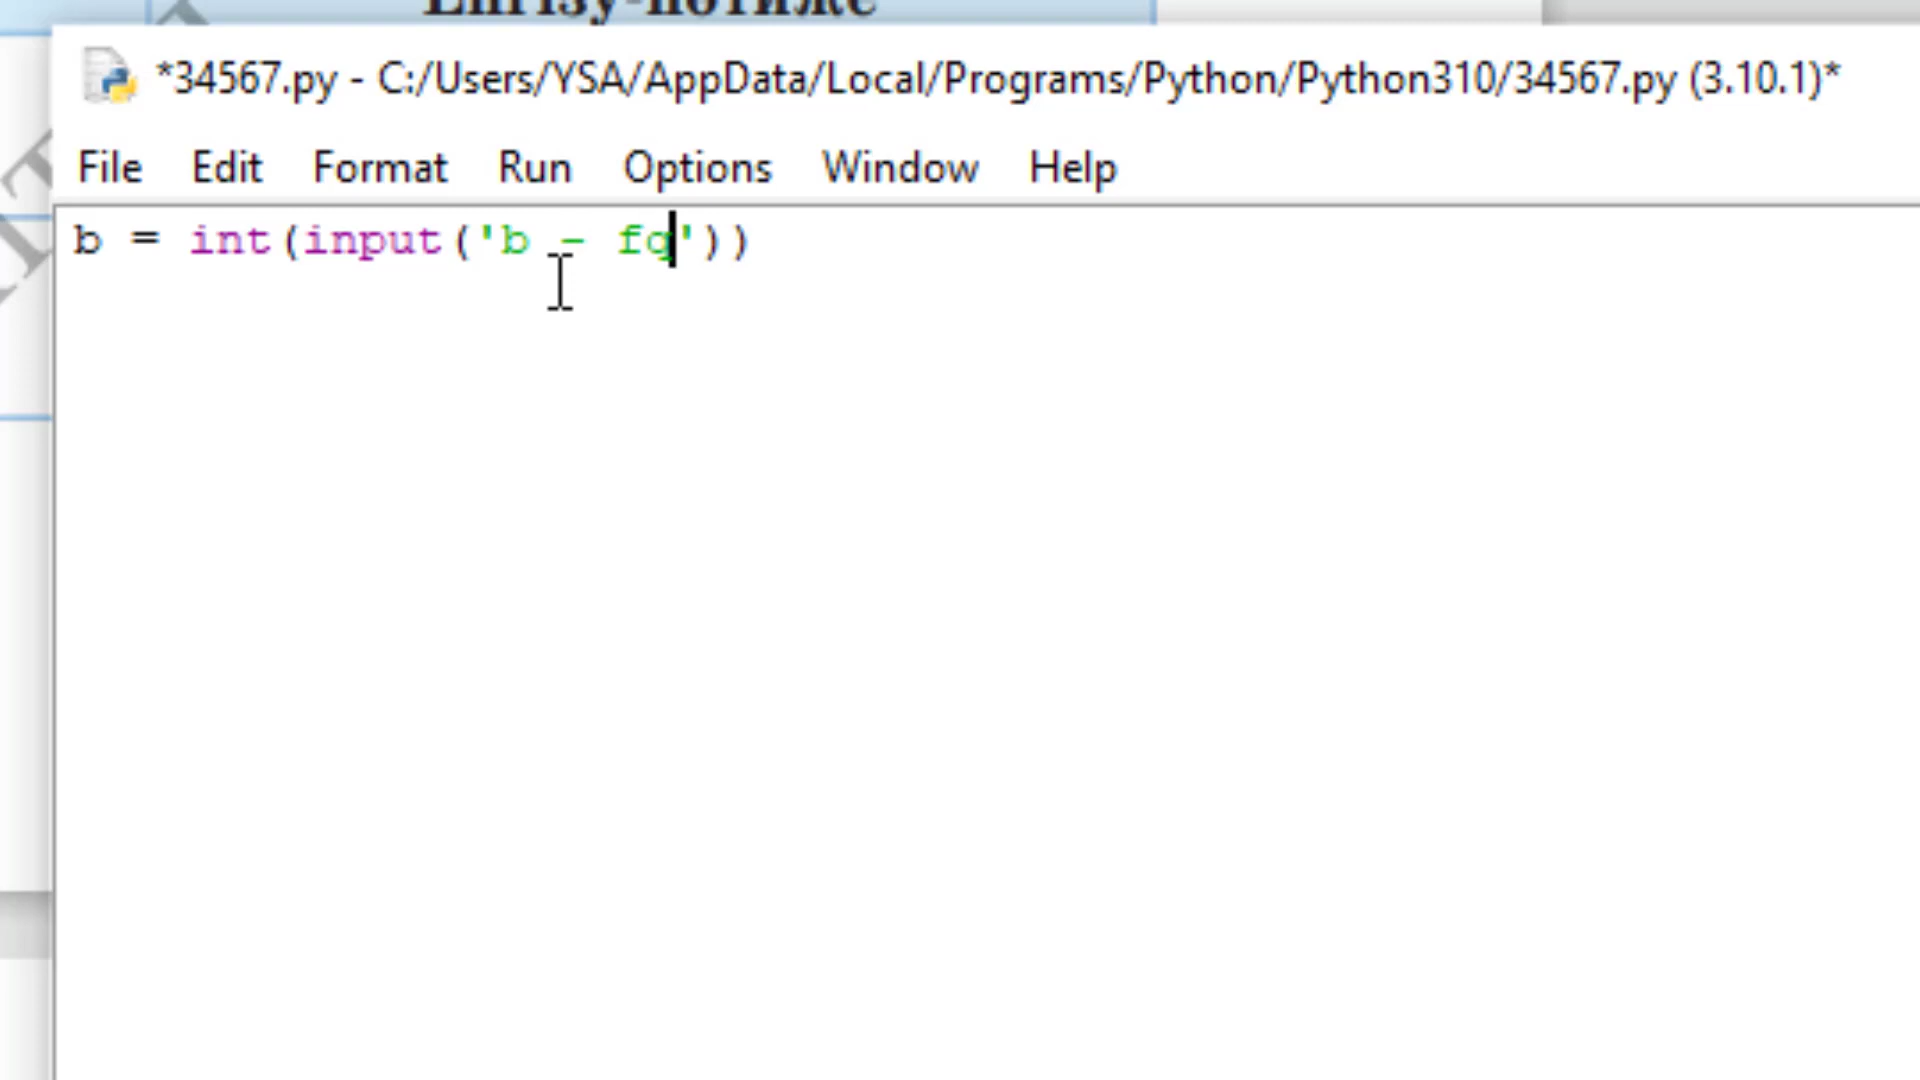 *34567.py - C:/Users/YSA/AppData/Local/Programs/Python/Python310/34567.py (3.10.1)*
File Edit Format Run Options Window Help
b = int(input('b - fq'))